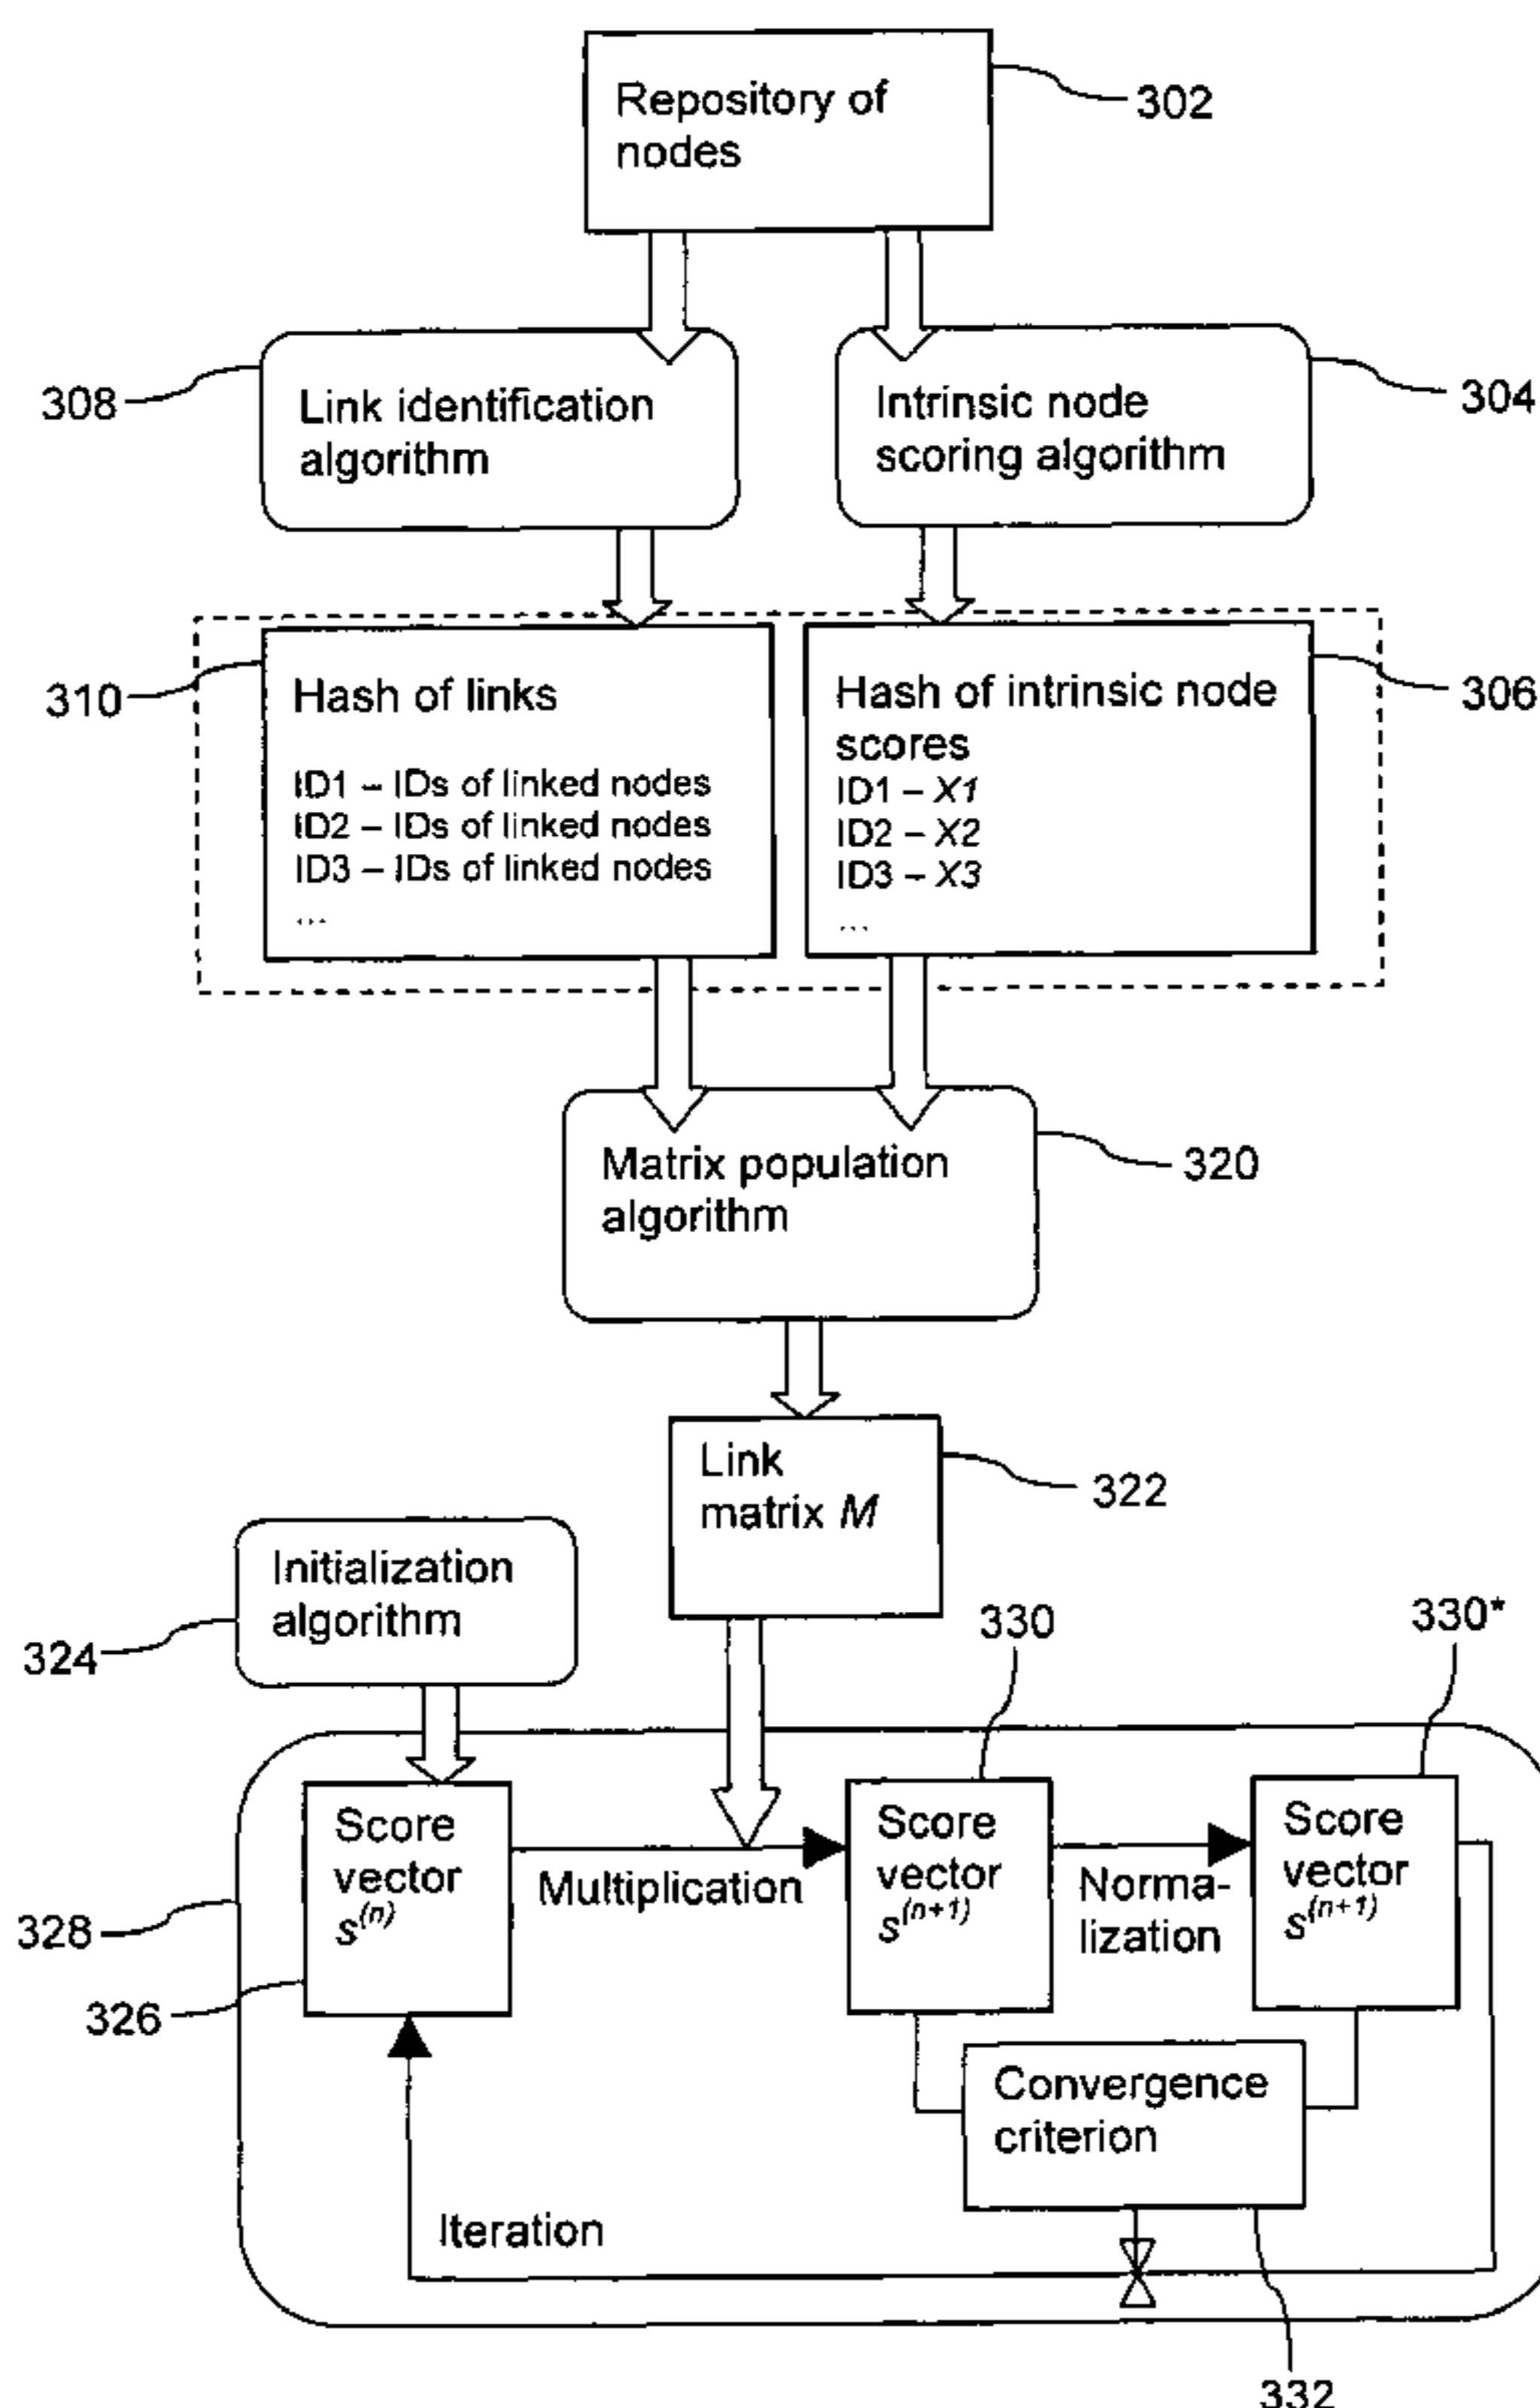 Repository of
nodes
302
308
Link identification
algorithm
Intrinsic node
scoring algorithm
304
310
Hash of links
ID1 – IDs of linked nodes
ID2 – IDs of linked nodes
ID3 – IDs of linked nodes
...
Hash of intrinsic node
scores
ID1 – X1
ID2 – X2
ID3 – X3
...
306
Matrix population
algorithm
320
Link
matrix M
322
Initialization
algorithm
324
330
330*
Score
vector
s^(n)
Multiplication
Score
vector
s^(n+1)
Norma-
lization
Score
vector
s^(n+1)
328
326
Convergence
criterion
Iteration
332